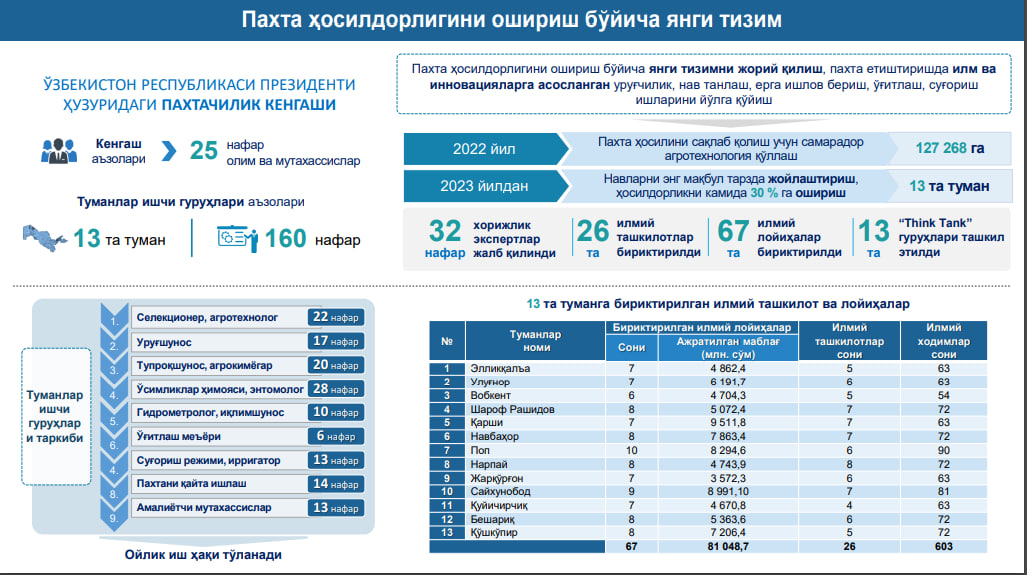 Пахта ҳосилдорлигини ошириш бўйича янги тизим
ЎЗБЕКИСТОН РЕСПУБЛИКАСИ ПРЕЗИДЕНТИ
ҲУЗУРИДАГИ ПАХТАЧИЛИК КЕНГАШИ
Кенгаш
аъзолари
25 нафар
олим ва мутахассислар
Туманлар ишчи гуруҳлари аъзолари
13 та туман
160 нафар
Пахта ҳосилдорлигини ошириш бўйича янги тизимни жорий қилиш, пахта етиштиришда илм ва
инновацияларга асосланган уруғчилик, нав танлаш, ерга ишлов бериш, ўғитлаш, суғориш
ишларини йўлга қўйиш
2022 йил
Пахта ҳосилини сақлаб қолиш учун самарадор
агротехнология қўллаш
127 268 га
2023 йилдан
Навларни энг мақбул тарзда жойлаштириш,
ҳосилдорликни камида 30 % га ошириш
13 та туман
32 нафар
хорижлик
экспертлар
жалб қилинди
26 та
илмий
ташкилотлар
бириктирилди
67 та
илмий
лойиҳалар
бириктирилди
13 та
“Think Tank”
гуруҳлари ташкил
этилди
Туманлар
ишчи
гуруҳлар
и таркиби
1. Селекционер, агротехнолог 22 нафар
2. Уруғшунос 17 нафар
3. Тупроқшунос, агрокимёгар 20 нафар
4. Ўсимликлар ҳимояси, энтомолог 28 нафар
5. Гидрометролог, иқлимшунос 10 нафар
6. Ўғитлаш меъёри 6 нафар
4. Суғориш режими, ирригатор 13 нафар
8. Пахтани қайта ишлаш 14 нафар
9. Амалиётчи мутахассислар 13 нафар
Ойлик иш ҳақи тўланади
13 та туманга бириктирилган илмий ташкилот ва лойиҳалар
№
Туманлар
номи
Бириктирилган илмий лойиҳалар
Сони
Ажратилган маблағ
(млн. сўм)
Илмий
ташкилотлар
сони
Илмий
ходимлар
сони
1 Элликқалъа 7 4 862,4 5 63
2 Улуғнор 7 6 191,7 6 63
3 Вобкент 6 4 704,3 5 54
4 Шароф Рашидов 8 5 072,4 7 72
5 Қарши 7 9 511,8 7 63
6 Навбаҳор 8 7 863,4 7 72
7 Поп 10 8 294,6 6 90
8 Нарпай 8 4 743,9 8 72
9 Жарқўрғон 7 3 572,3 6 63
10 Сайхунобод 9 8 991,10 7 81
11 Қуйичирчиқ 7 4 670,8 4 63
12 Бешариқ 8 5 363,6 6 72
13 Қўшкўпир 8 7 206,4 5 72
67 81 048,7 26 603